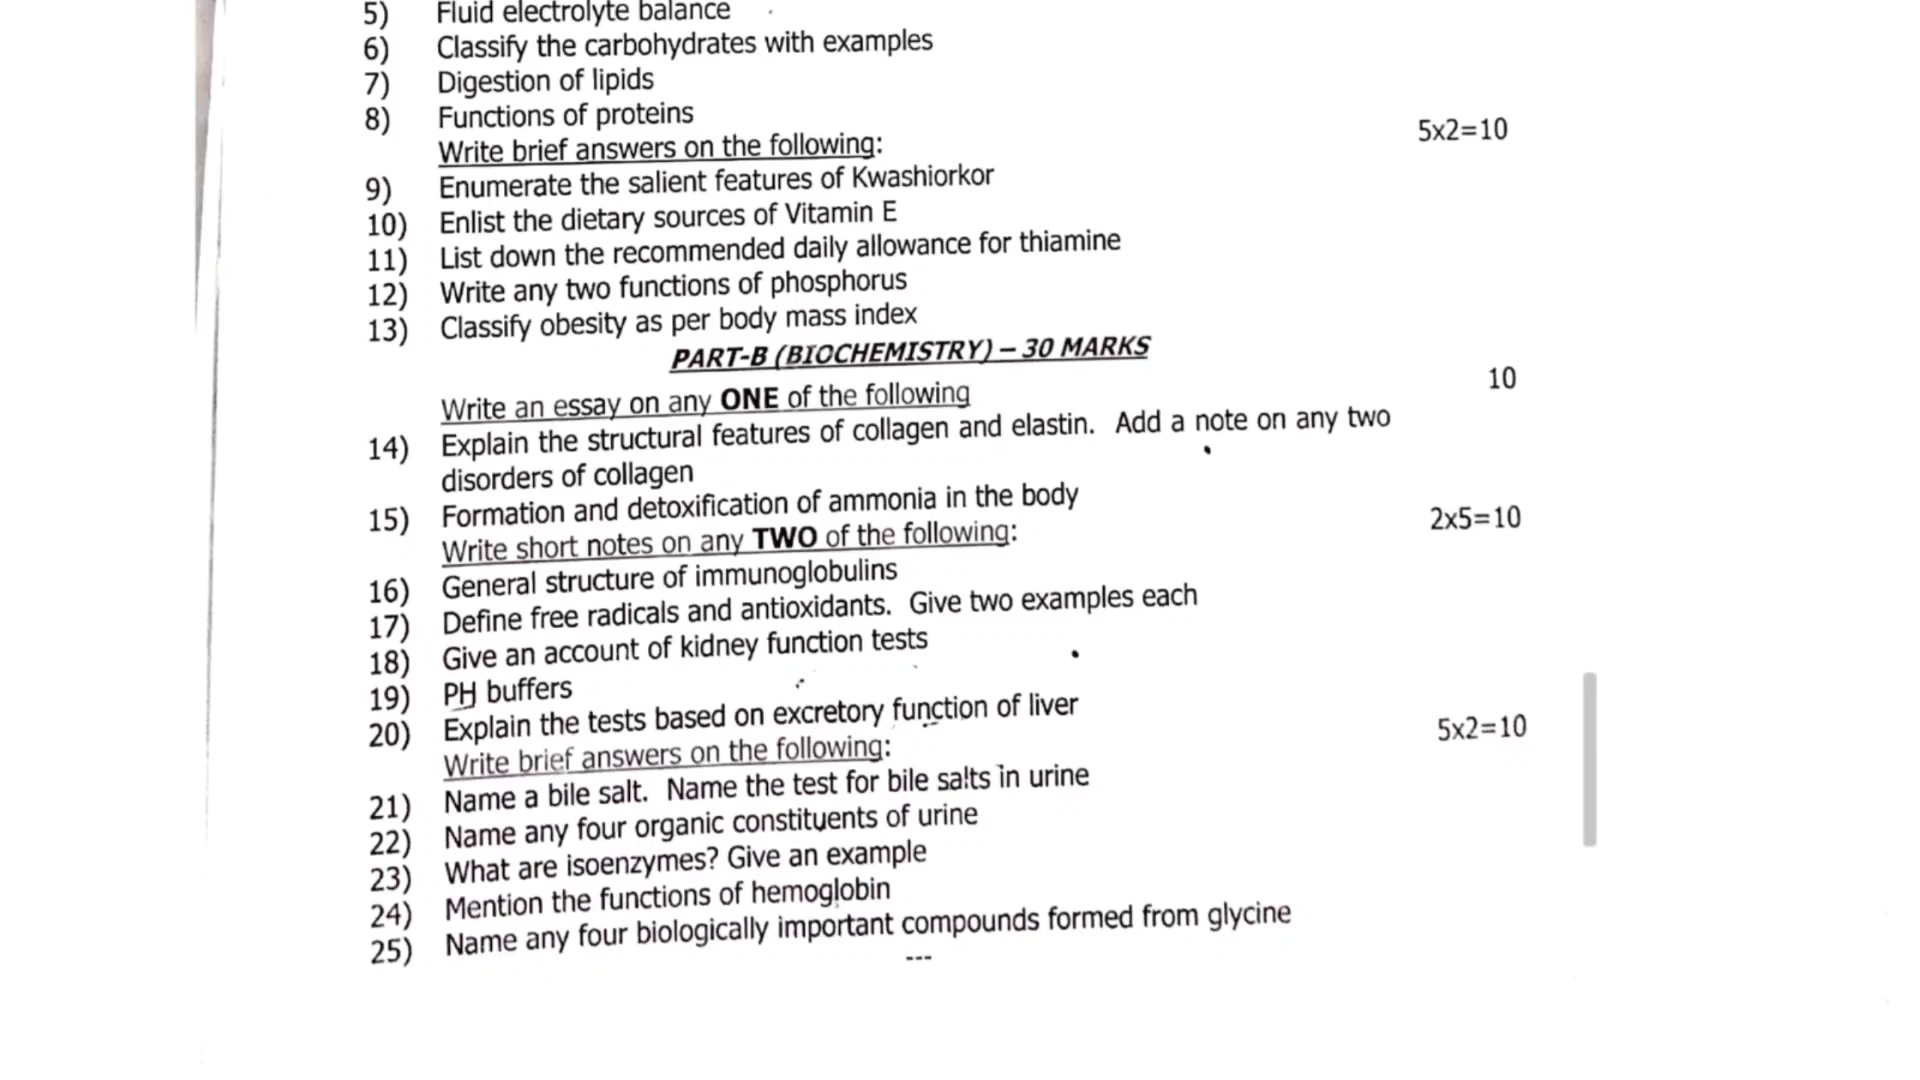 5) Fluid electrolyte balance
6) Classify the carbohydrates with examples
7) Digestion of lipids
8) Functions of proteins
Write brief answers on the following: 5x2=10
9) Enumerate the salient features of Kwashiorkor
10) Enlist the dietary sources of Vitamin E
11) List down the recommended daily allowance for thiamine
12) Write any two functions of phosphorus
13) Classify obesity as per body mass index
PART-B (BIOCHEMISTRY) – 30 MARKS
Write an essay on any ONE of the following 10
14) Explain the structural features of collagen and elastin. Add a note on any two
disorders of collagen
15) Formation and detoxification of ammonia in the body
Write short notes on any TWO of the following: 2x5=10
16) General structure of immunoglobulins
17) Define free radicals and antioxidants. Give two examples each
18) Give an account of kidney function tests
19) PH buffers
20) Explain the tests based on excretory function of liver
Write brief answers on the following: 5x2=10
21) Name a bile salt. Name the test for bile salts in urine
22) Name any four organic constituents of urine
23) What are isoenzymes? Give an example
24) Mention the functions of hemoglobin
25) Name any four biologically important compounds formed from glycine
---